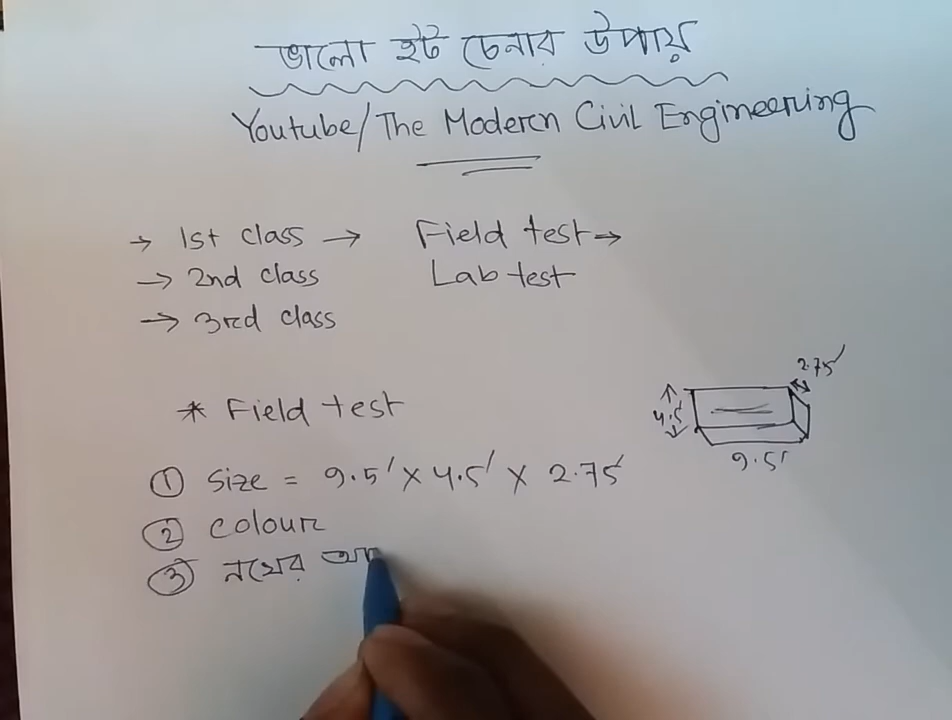 ভালো ইট চেনার উপায়
Youtube/The Modern Civil Engineering
→ 1st class → Field test →
→ 2nd class Lab test
→ 3rd class
* Field test
2.75'
4.5'
9.5'
① Size = 9.5' × 4.5' × 2.75'
② colour
③ নখের